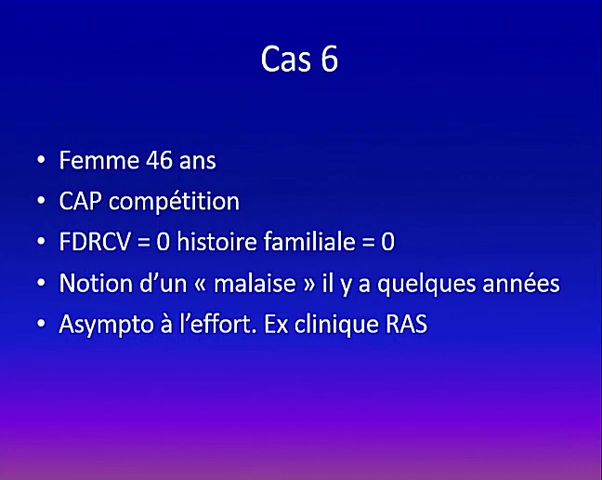 Cas 6
• Femme 46 ans
• CAP compétition
• FDRCV = 0 histoire familiale = 0
• Notion d’un « malaise » il y a quelques années
• Asympto à l’effort. Ex clinique RAS